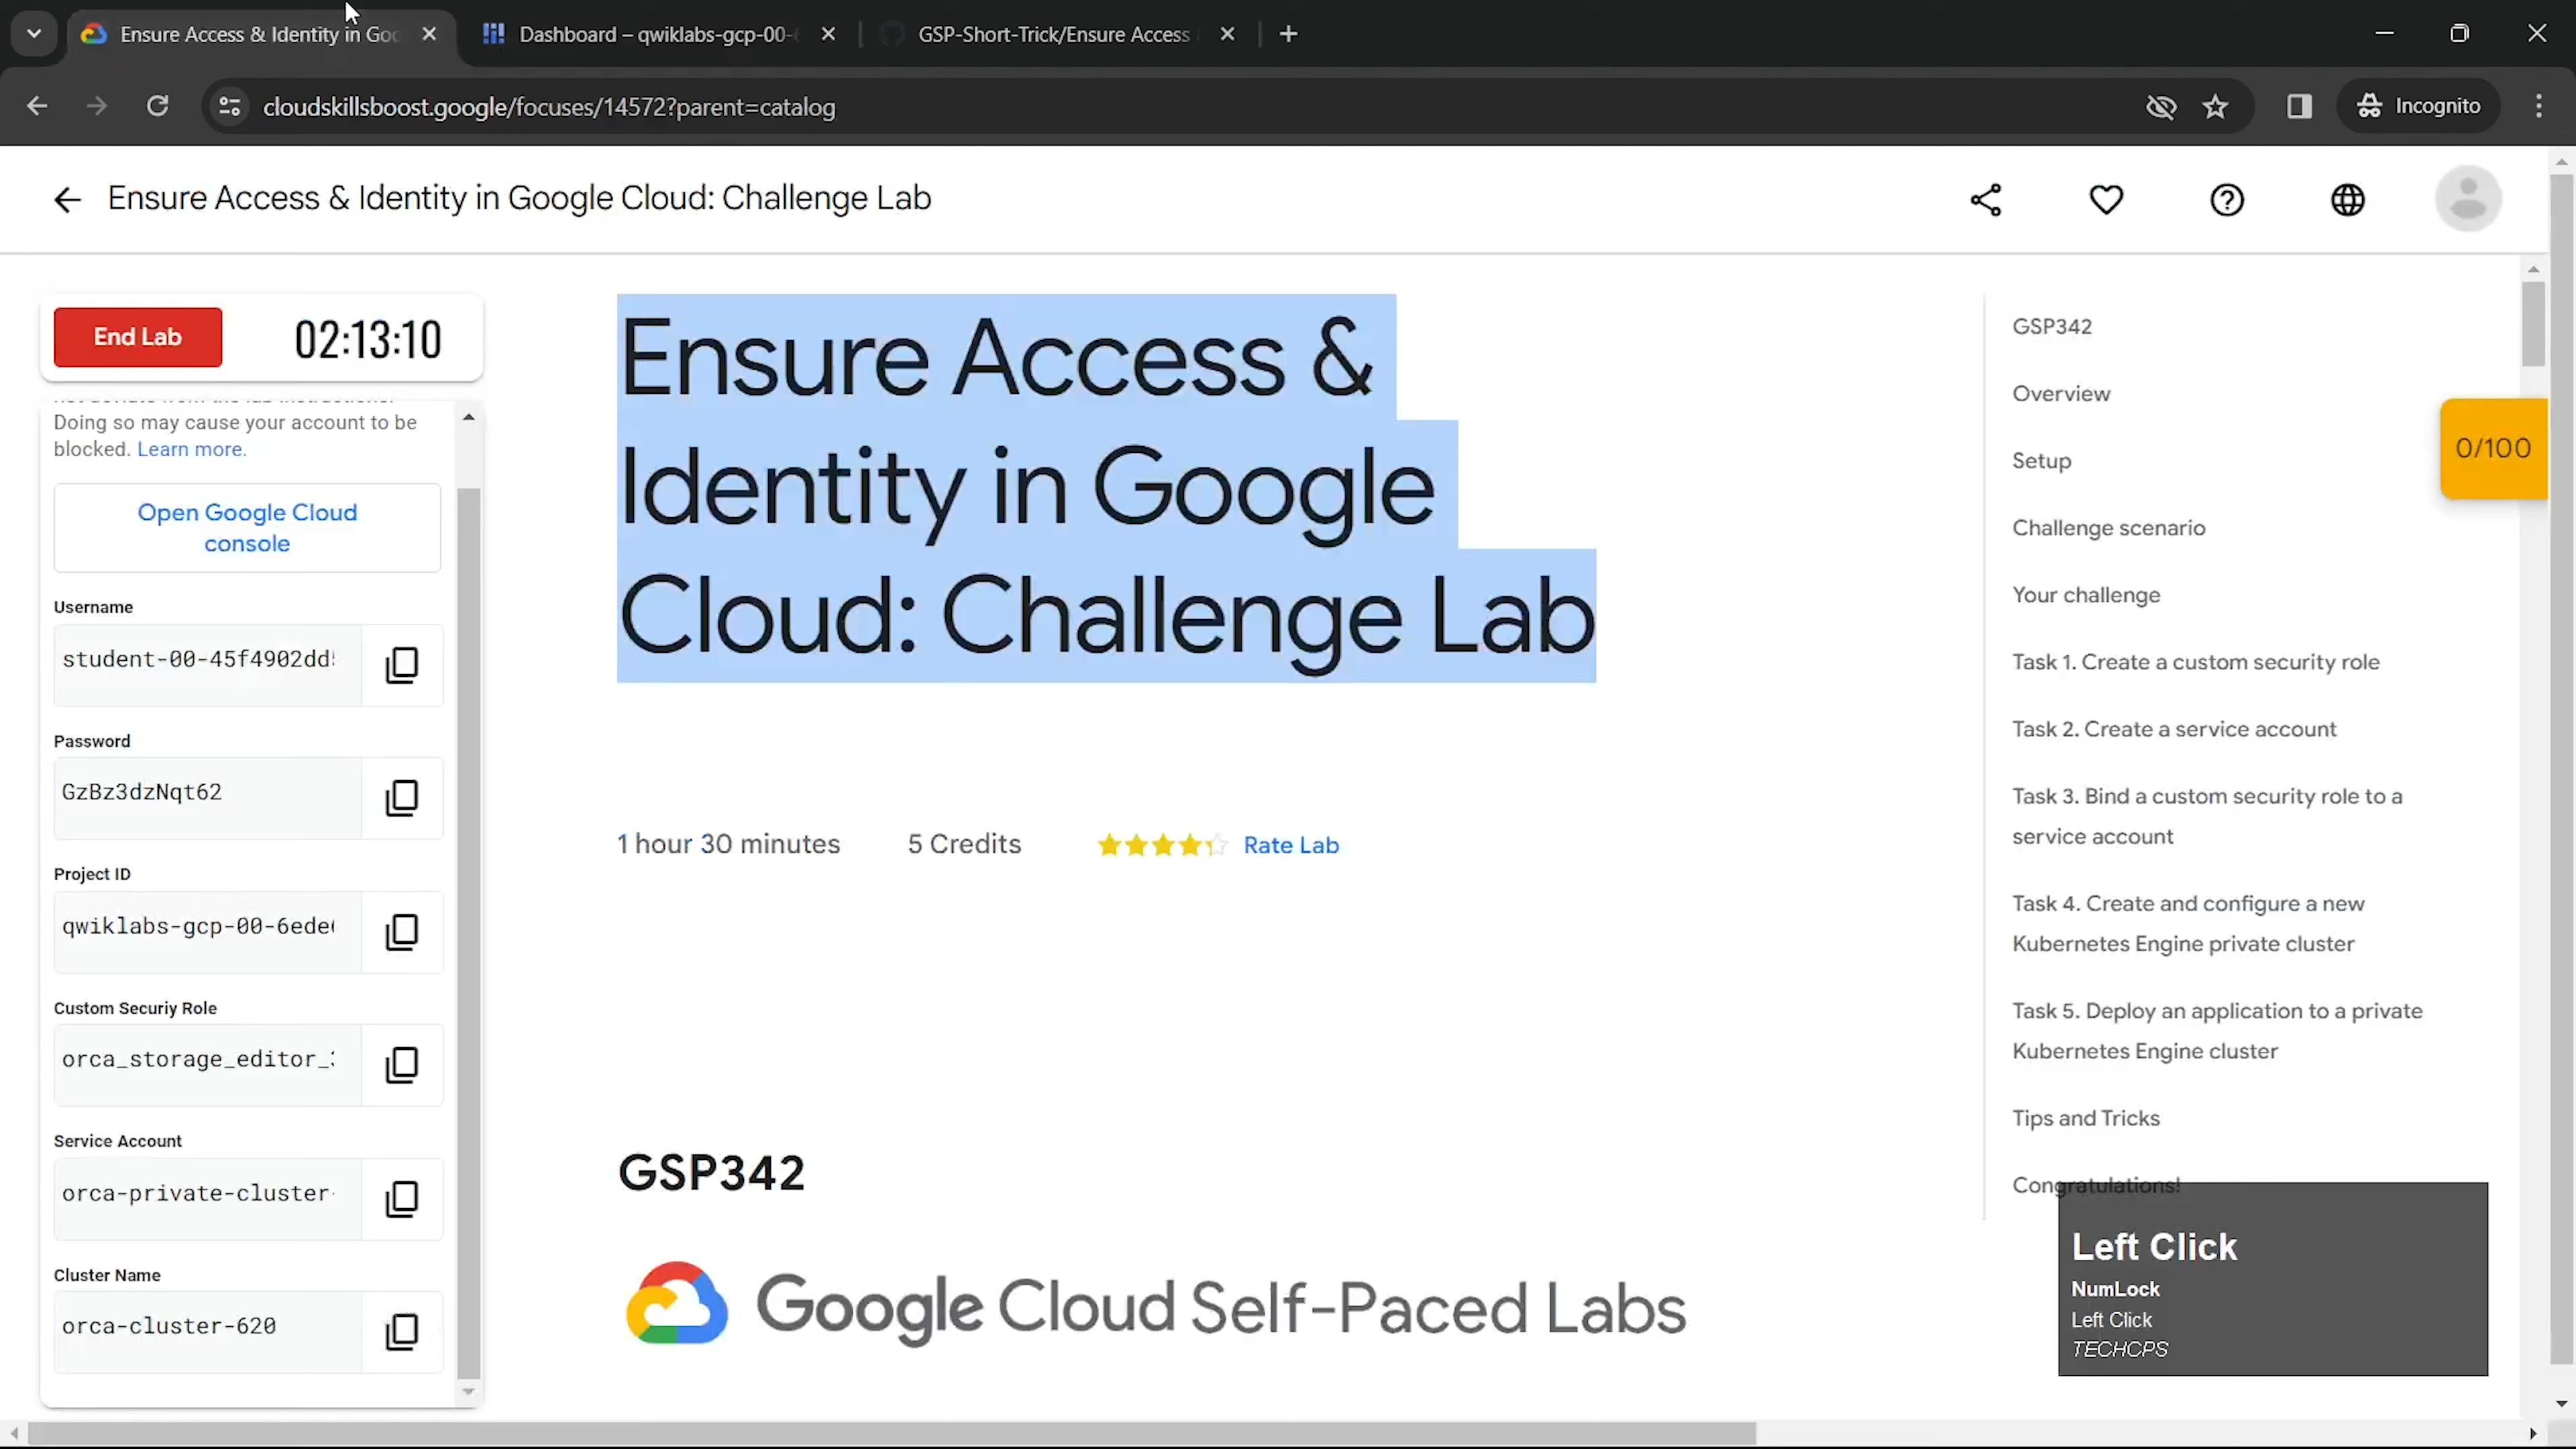 Ensure Access & Identity in Goo
Dashboard – qwiklabs-gcp-00-
GSP-Short-Trick/Ensure Access
cloudskillsboost.google/focuses/14572?parent=catalog
Incognito
Ensure Access & Identity in Google Cloud: Challenge Lab
End Lab
02:13:10
Doing so may cause your account to be
blocked. Learn more.
Open Google Cloud
console
Username
student-00-45f4902dd
Password
GzBz3dzNqt62
Project ID
qwiklabs-gcp-00-6ede
Custom Securiy Role
orca_storage_editor_
Service Account
orca-private-cluster-
Cluster Name
orca-cluster-620
Ensure Access &
Identity in Google
Cloud: Challenge Lab
1 hour 30 minutes
5 Credits
Rate Lab
GSP342
Google Cloud Self-Paced Labs
GSP342
Overview
Setup
Challenge scenario
Your challenge
Task 1. Create a custom security role
Task 2. Create a service account
Task 3. Bind a custom security role to a
service account
Task 4. Create and configure a new
Kubernetes Engine private cluster
Task 5. Deploy an application to a private
Kubernetes Engine cluster
Tips and Tricks
Congratulations!
0/100
Left Click
NumLock
Left Click
TECHCPS